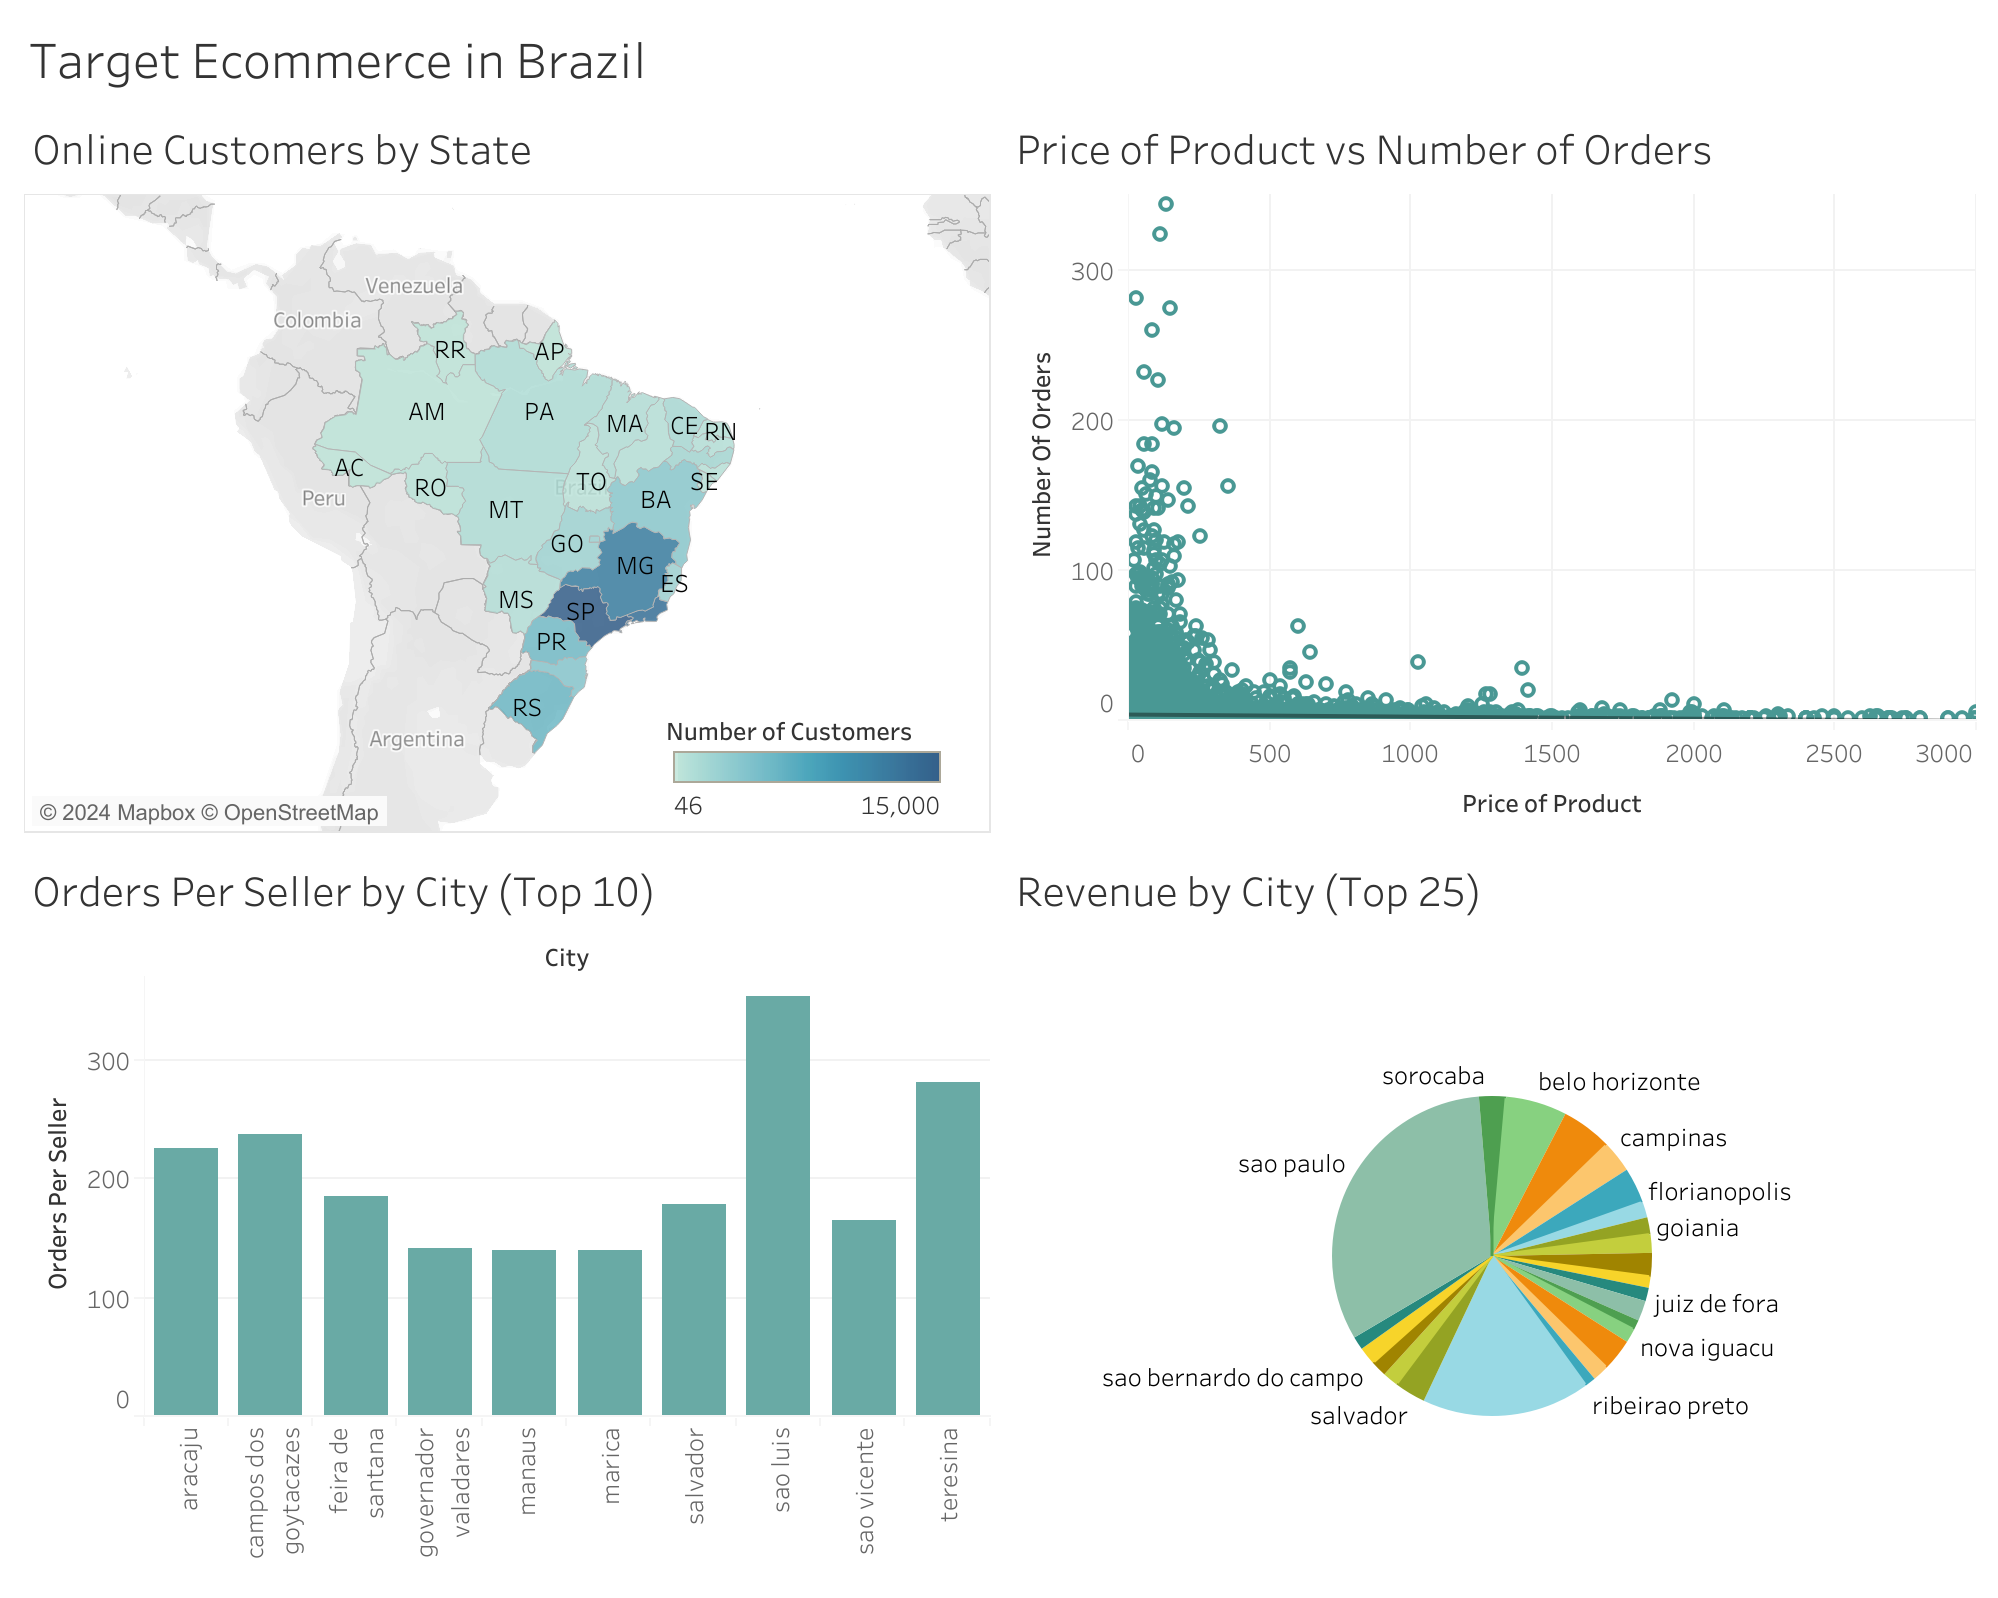 Target Ecommerce in Brazil
Online Customers by State
Venezuela
Colombia
RR
AP
AM
PA
MA
CE
RN
AC
RO
TO
SE
Peru
MT
BA
GO
MG
ES
MS
SP
PR
RS
Argentina
Number of Customers
46
15,000
© 2024 Mapbox © OpenStreetMap
Price of Product vs Number of Orders
Number Of Orders
300
200
100
0
0
500
1000
1500
2000
2500
3000
Price of Product
Orders Per Seller by City (Top 10)
City
Orders Per Seller
300
200
100
0
aracaju
campos dos
goytacazes
feira de
santana
governador
valadares
manaus
marica
salvador
sao luis
sao vicente
teresina
Revenue by City (Top 25)
sorocaba
belo horizonte
campinas
sao paulo
florianopolis
goiania
juiz de fora
nova iguacu
sao bernardo do campo
ribeirao preto
salvador